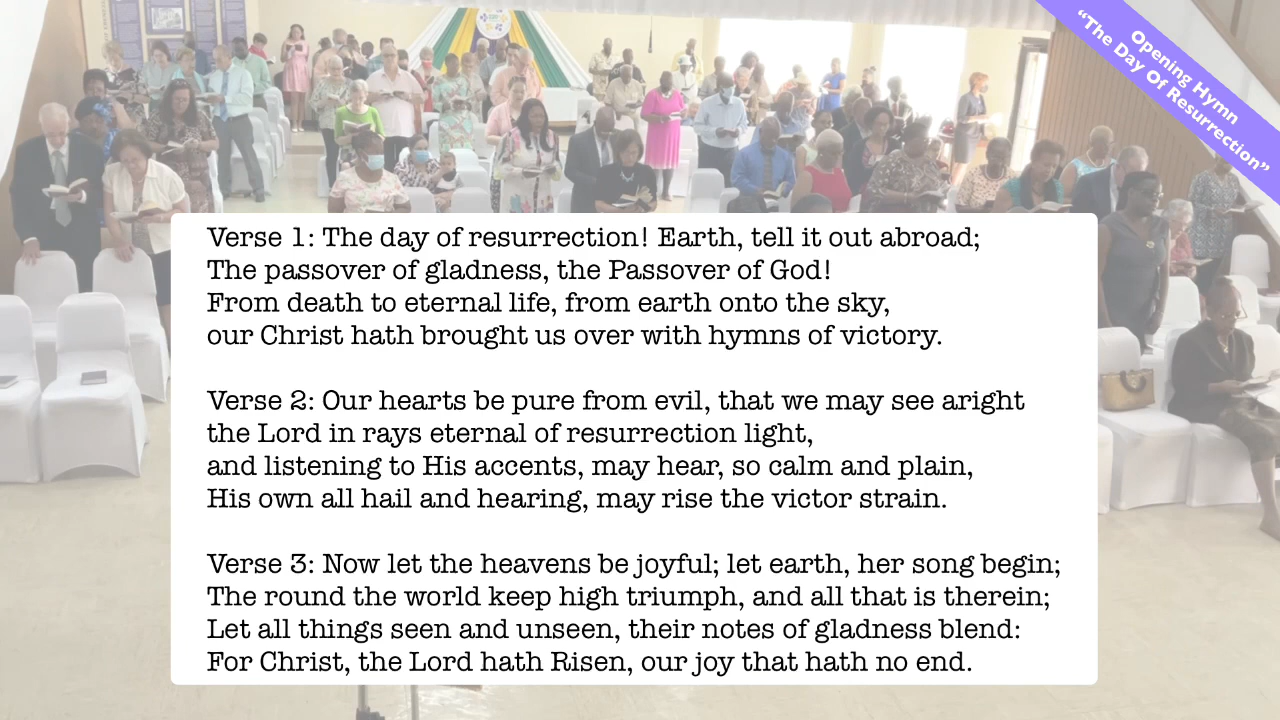 Opening Hymn
“The Day Of Resurrection”
Verse 1: The day of resurrection! Earth, tell it out abroad;
The passover of gladness, the Passover of God!
From death to eternal life, from earth onto the sky,
our Christ hath brought us over with hymns of victory.
Verse 2: Our hearts be pure from evil, that we may see aright
the Lord in rays eternal of resurrection light,
and listening to His accents, may hear, so calm and plain,
His own all hail and hearing, may rise the victor strain.
Verse 3: Now let the heavens be joyful; let earth, her song begin;
The round the world keep high triumph, and all that is therein;
Let all things seen and unseen, their notes of gladness blend:
For Christ, the Lord hath Risen, our joy that hath no end.